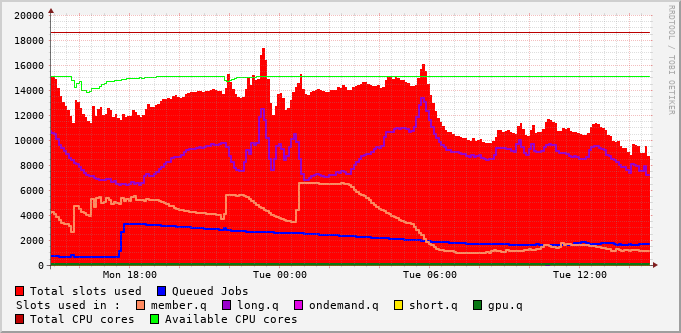 20000
18000
16000
14000
12000
10000
8000
6000
4000
2000
0
Mon 18:00 Tue 00:00 Tue 06:00 Tue 12:00
Total slots used Queued Jobs
Slots used in : member.q long.q ondemand.q short.q gpu.q
Total CPU cores Available CPU cores
RRDTOOL / TOBI OETIKER